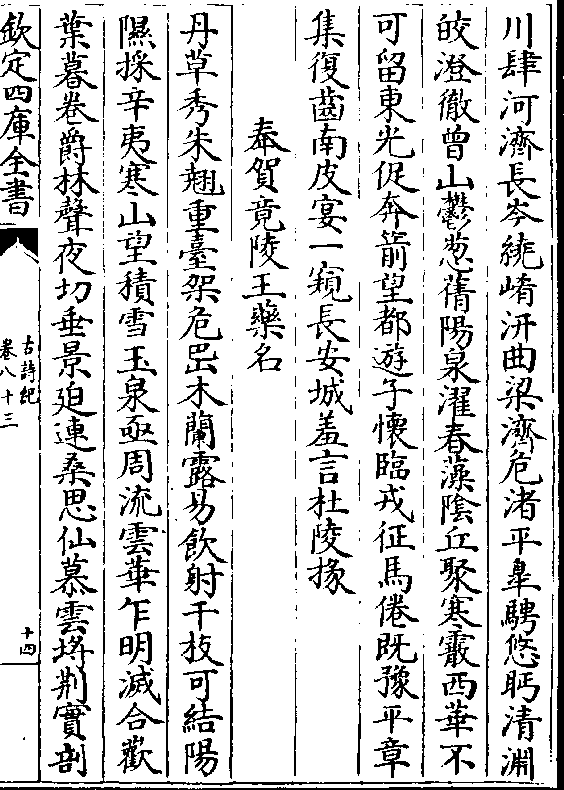 川肆河濟長岑繞崤汧曲梁濟危渚平臯騁悠眄清淵
皎澄徹曾山鬱葱蒨陽泉濯春藻陰丘聚寒霰西華不
可留東光促奔箭望都遊子懷臨戎征馬倦既豫平章
集復齒南皮宴一窺長安城羞言杜陵掾
奉賀竟陵王藥名
丹草秀朱翹重臺架危岊木蘭露易飲射干枝可結陽
隰採辛夷寒山望積雪玉泉亟周流雲華乍明滅合歡
葉暮卷爵林聲夜切垂景廹連桑思仙慕雲埒荆實剖
欽定四庫全書
古詩紀
卷八十三
十四